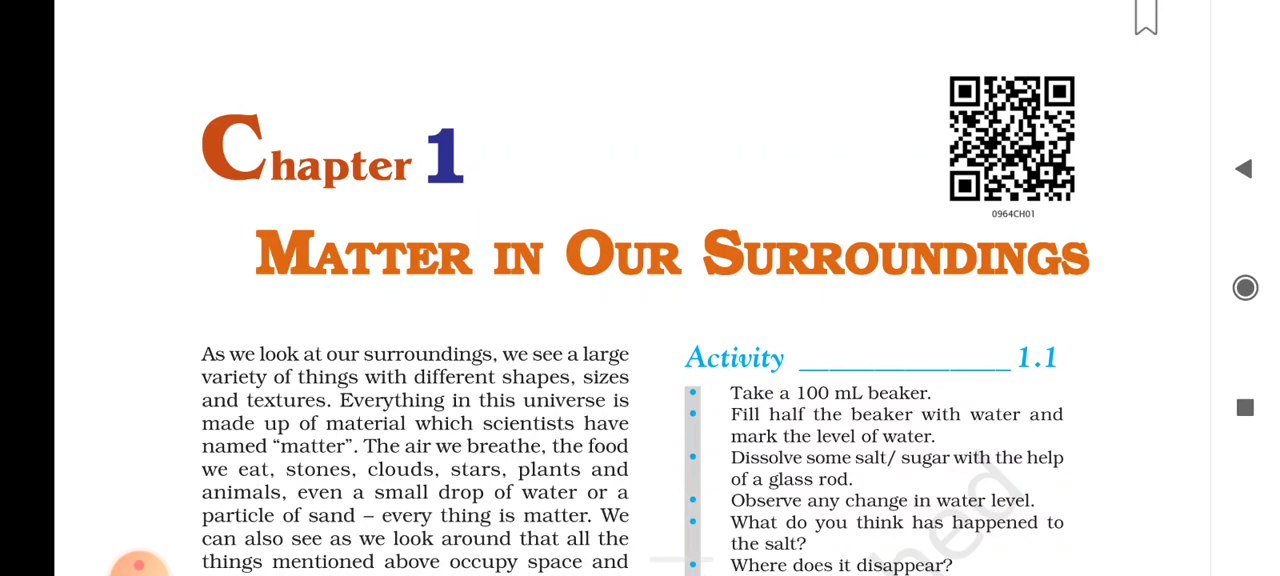 Chapter 1
0964CH01
MATTER IN OUR SURROUNDINGS
As we look at our surroundings, we see a large
variety of things with different shapes, sizes
and textures. Everything in this universe is
made up of material which scientists have
named “matter”. The air we breathe, the food
we eat, stones, clouds, stars, plants and
animals, even a small drop of water or a
particle of sand – every thing is matter. We
can also see as we look around that all the
things mentioned above occupy space and
Activity ______________ 1.1
• Take a 100 mL beaker.
• Fill half the beaker with water and
mark the level of water.
• Dissolve some salt/ sugar with the help
of a glass rod.
• Observe any change in water level.
• What do you think has happened to
the salt?
• Where does it disappear?